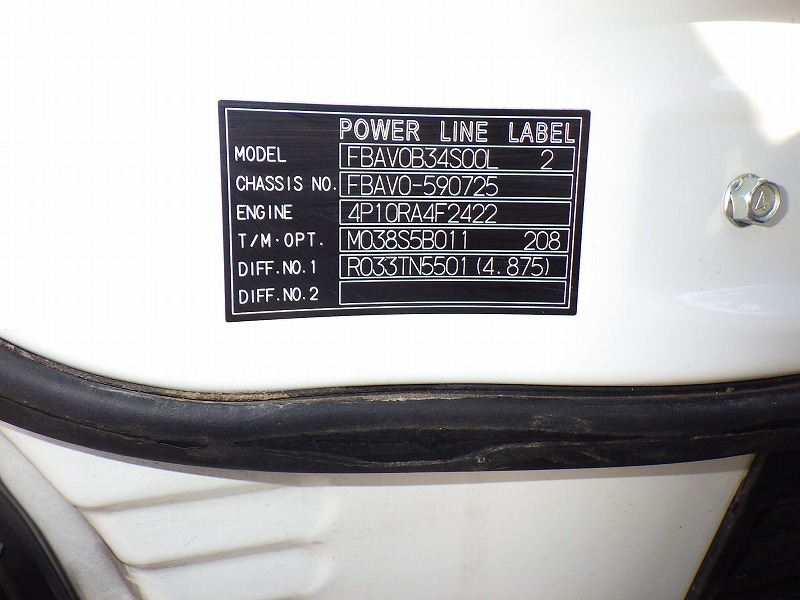 POWER LINE LABEL
MODEL FBAV0B34S00L 2
CHASSIS NO. FBAV0-590725
ENGINE 4P10RA4F2422
T/M·OPT. M038S5B011 208
DIFF.NO.1 R033TN5501(4.875)
DIFF.NO.2